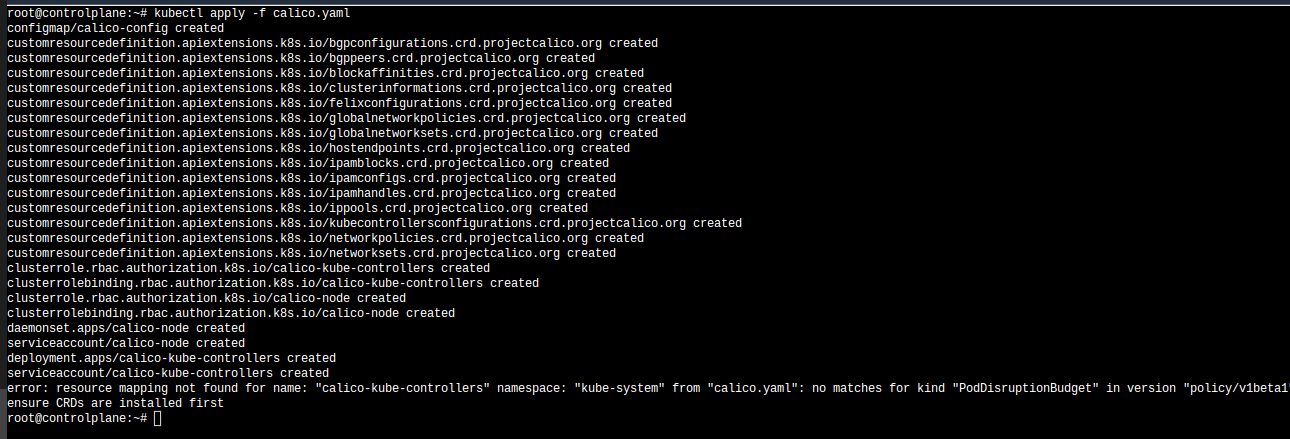 root@controlplane:~# kubectl apply -f calico.yaml
configmap/calico-config created
customresourcedefinition.apiextensions.k8s.io/bgpconfigurations.crd.projectcalico.org created
customresourcedefinition.apiextensions.k8s.io/bgppeers.crd.projectcalico.org created
customresourcedefinition.apiextensions.k8s.io/blockaffinities.crd.projectcalico.org created
customresourcedefinition.apiextensions.k8s.io/clusterinformations.crd.projectcalico.org created
customresourcedefinition.apiextensions.k8s.io/felixconfigurations.crd.projectcalico.org created
customresourcedefinition.apiextensions.k8s.io/globalnetworkpolicies.crd.projectcalico.org created
customresourcedefinition.apiextensions.k8s.io/globalnetworksets.crd.projectcalico.org created
customresourcedefinition.apiextensions.k8s.io/hostendpoints.crd.projectcalico.org created
customresourcedefinition.apiextensions.k8s.io/ipamblocks.crd.projectcalico.org created
customresourcedefinition.apiextensions.k8s.io/ipamconfigs.crd.projectcalico.org created
customresourcedefinition.apiextensions.k8s.io/ipamhandles.crd.projectcalico.org created
customresourcedefinition.apiextensions.k8s.io/ippools.crd.projectcalico.org created
customresourcedefinition.apiextensions.k8s.io/kubecontrollersconfigurations.crd.projectcalico.org created
customresourcedefinition.apiextensions.k8s.io/networkpolicies.crd.projectcalico.org created
customresourcedefinition.apiextensions.k8s.io/networksets.crd.projectcalico.org created
clusterrole.rbac.authorization.k8s.io/calico-kube-controllers created
clusterrolebinding.rbac.authorization.k8s.io/calico-kube-controllers created
clusterrole.rbac.authorization.k8s.io/calico-node created
clusterrolebinding.rbac.authorization.k8s.io/calico-node created
daemonset.apps/calico-node created
serviceaccount/calico-node created
deployment.apps/calico-kube-controllers created
serviceaccount/calico-kube-controllers created
error: resource mapping not found for name: "calico-kube-controllers" namespace: "kube-system" from "calico.yaml": no matches for kind "PodDisruptionBudget" in version "policy/v1beta1"
ensure CRDs are installed first
root@controlplane:~#